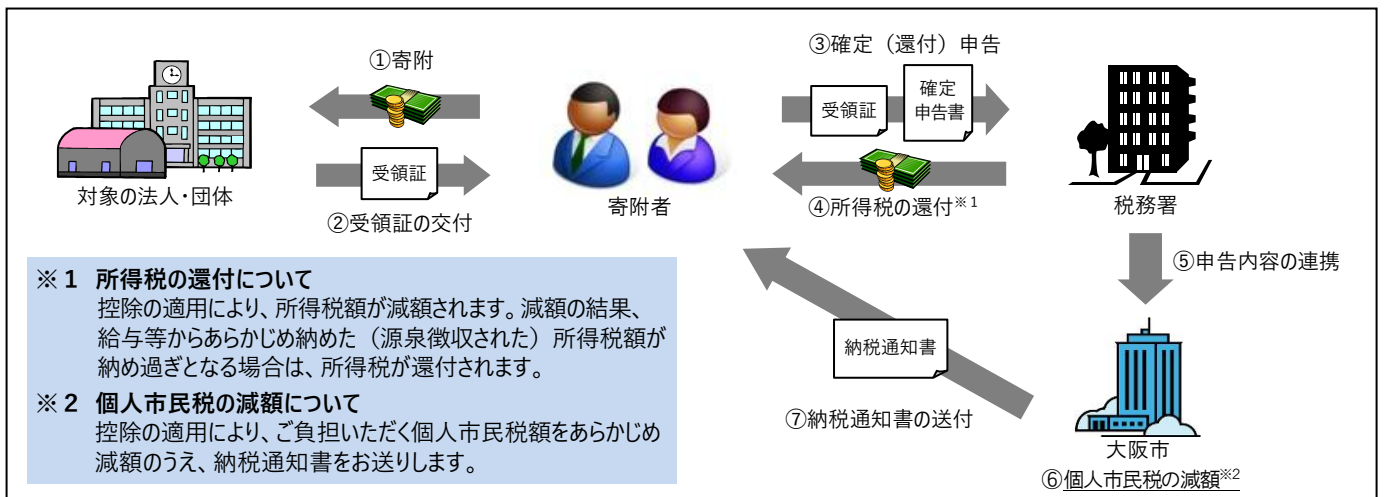 ①寄附
受領証
②受領証の交付
対象の法人・団体
寄附者
③確定（還付）申告
受領証
確定
申告書
④所得税の還付※1
税務署
⑤申告内容の連携
大阪市
⑥個人市民税の減額※2
納税通知書
⑦納税通知書の送付
※１ 所得税の還付について
控除の適用により、所得税額が減額されます。減額の結果、
給与等からあらかじめ納めた（源泉徴収された）所得税額が
納め過ぎとなる場合は、所得税が還付されます。
※２ 個人市民税の減額について
控除の適用により、ご負担いただく個人市民税額をあらかじめ
減額のうえ、納税通知書をお送りします。